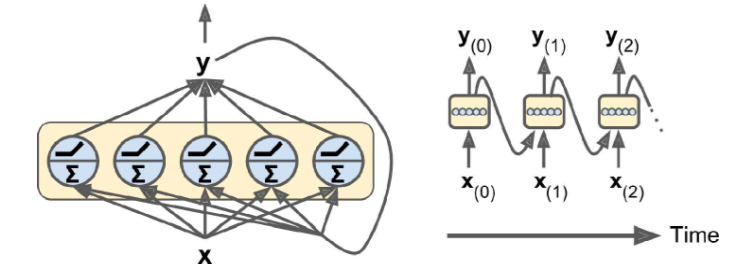 y
Σ Σ Σ Σ Σ
x
y(0) y(1) y(2)
x(0) x(1) x(2)
Time